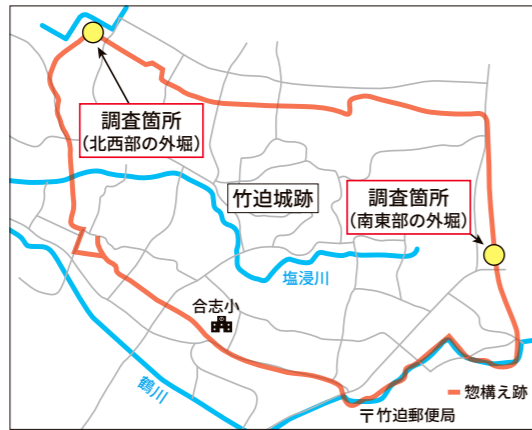 調査箇所
(北西部の外堀)
竹迫城跡
調査箇所
(南東部の外堀)
塩浸川
合志小
鶴川
惣構え跡
〒竹迫郵便局